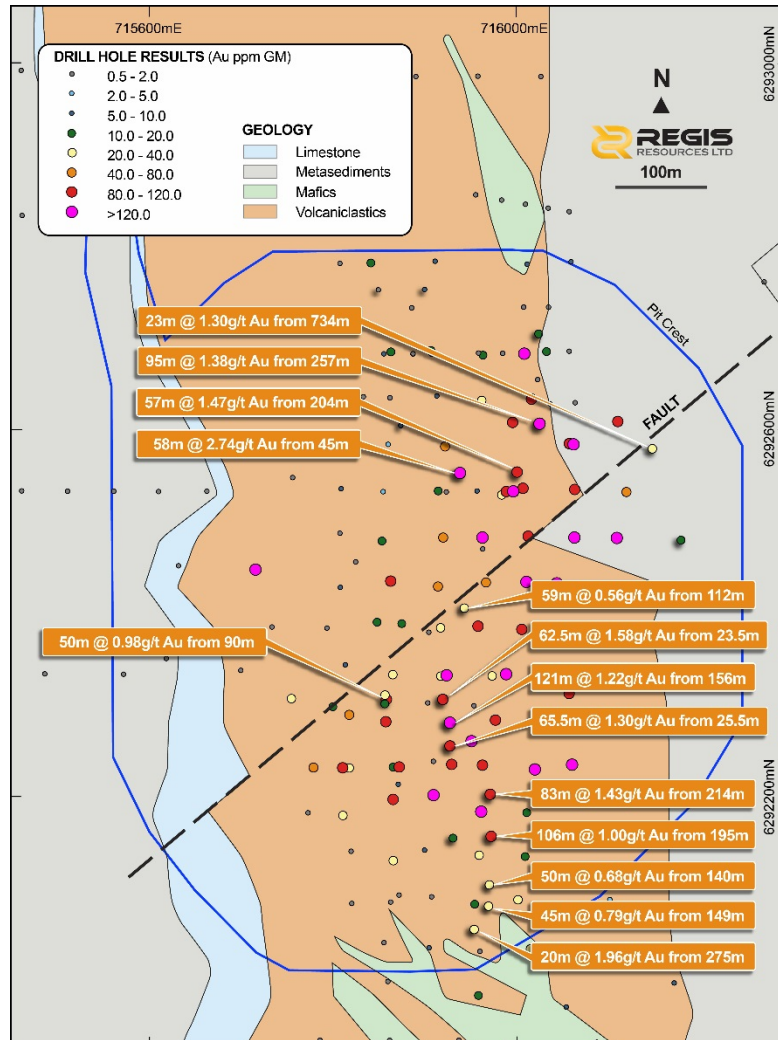 715600mE
716000mE
DRILL HOLE RESULTS (Au ppm GM)
0.5 - 2.0
2.0 - 5.0
5.0 - 10.0
10.0 - 20.0
20.0 - 40.0
40.0 - 80.0
80.0 - 120.0
>120.0
GEOLOGY
Limestone
Metasediments
Mafics
Volcaniclastics
N
REGIS
RESOURCES LTD
100m
6293000mN
23m @ 1.30g/t Au from 734m
95m @ 1.38g/t Au from 257m
57m @ 1.47g/t Au from 204m
58m @ 2.74g/t Au from 45m
Pit Crest
FAULT
6292600mN
59m @ 0.56g/t Au from 112m
50m @ 0.98g/t Au from 90m
62.5m @ 1.58g/t Au from 23.5m
121m @ 1.22g/t Au from 156m
65.5m @ 1.30g/t Au from 25.5m
83m @ 1.43g/t Au from 214m
6292200mN
106m @ 1.00g/t Au from 195m
50m @ 0.68g/t Au from 140m
45m @ 0.79g/t Au from 149m
20m @ 1.96g/t Au from 275m